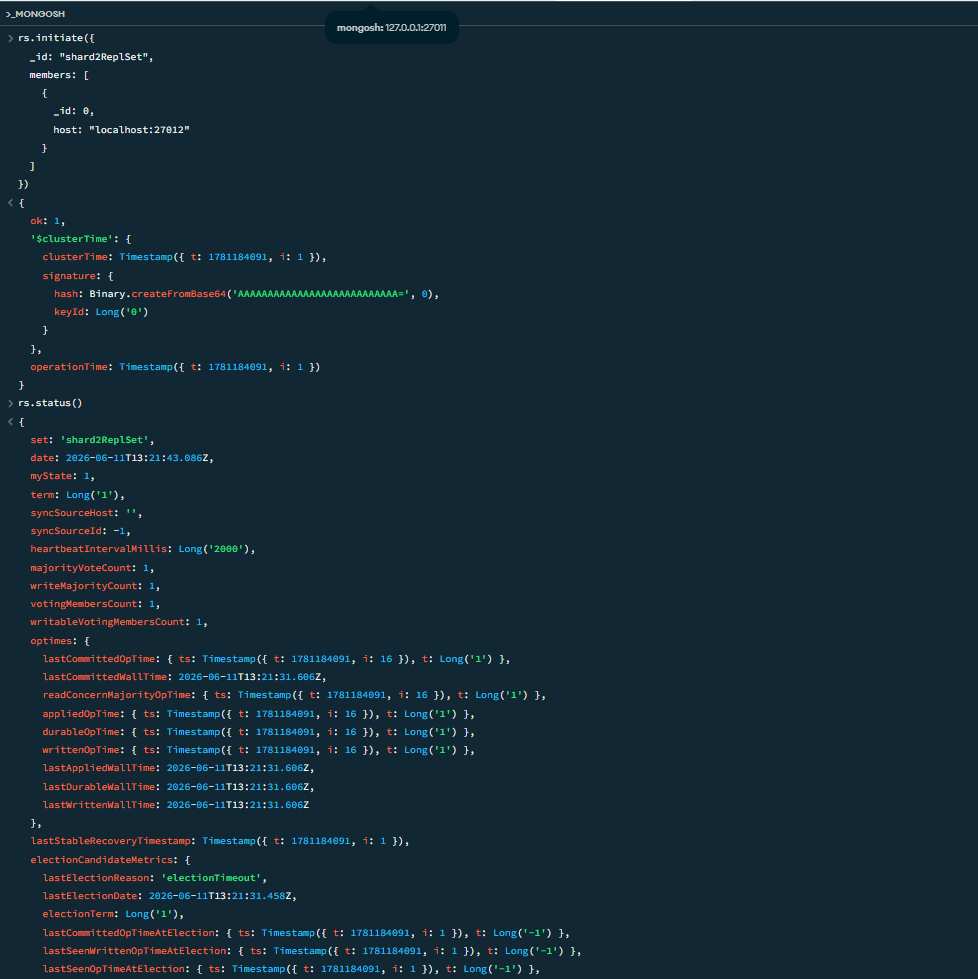 >_MONGOSH
mongosh: 127.0.0.1:27011
> rs.initiate({
_id: "shard2ReplSet",
members: [
{
_id: 0,
host: "localhost:27012"
}
]
})
< {
ok: 1,
'$clusterTime': {
clusterTime: Timestamp({ t: 1781184091, i: 1 }),
signature: {
hash: Binary.createFromBase64('AAAAAAAAAAAAAAAAAAAAAAAAAAA=', 0),
keyId: Long('0')
}
},
operationTime: Timestamp({ t: 1781184091, i: 1 })
}
> rs.status()
< {
set: 'shard2ReplSet',
date: 2026-06-11T13:21:43.086Z,
myState: 1,
term: Long('1'),
syncSourceHost: '',
syncSourceId: -1,
heartbeatIntervalMillis: Long('2000'),
majorityVoteCount: 1,
writeMajorityCount: 1,
votingMembersCount: 1,
writableVotingMembersCount: 1,
optimes: {
lastCommittedOpTime: { ts: Timestamp({ t: 1781184091, i: 16 }), t: Long('1') },
lastCommittedWallTime: 2026-06-11T13:21:31.606Z,
readConcernMajorityOpTime: { ts: Timestamp({ t: 1781184091, i: 16 }), t: Long('1') },
appliedOpTime: { ts: Timestamp({ t: 1781184091, i: 16 }), t: Long('1') },
durableOpTime: { ts: Timestamp({ t: 1781184091, i: 16 }), t: Long('1') },
writtenOpTime: { ts: Timestamp({ t: 1781184091, i: 16 }), t: Long('1') },
lastAppliedWallTime: 2026-06-11T13:21:31.606Z,
lastDurableWallTime: 2026-06-11T13:21:31.606Z,
lastWrittenWallTime: 2026-06-11T13:21:31.606Z
},
lastStableRecoveryTimestamp: Timestamp({ t: 1781184091, i: 1 }),
electionCandidateMetrics: {
lastElectionReason: 'electionTimeout',
lastElectionDate: 2026-06-11T13:21:31.458Z,
electionTerm: Long('1'),
lastCommittedOpTimeAtElection: { ts: Timestamp({ t: 1781184091, i: 1 }), t: Long('-1') },
lastSeenWrittenOpTimeAtElection: { ts: Timestamp({ t: 1781184091, i: 1 }), t: Long('-1') },
lastSeenOpTimeAtElection: { ts: Timestamp({ t: 1781184091, i: 1 }), t: Long('-1') },